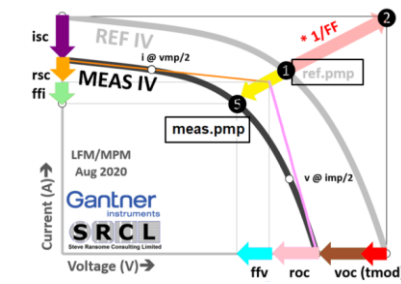 isc
REF IV
* 1/FF
2
i @ vmp/2
1
ref.pmp
rsc
MEAS IV
ffi
5
meas.pmp
LFM/MPM
Aug 2020
v @ imp/2
Gantner
instruments
SRCL
Steve Ransome Consulting Limited
Current (A)→
Voltage (V)→
ffv
roc
voc (tmod)